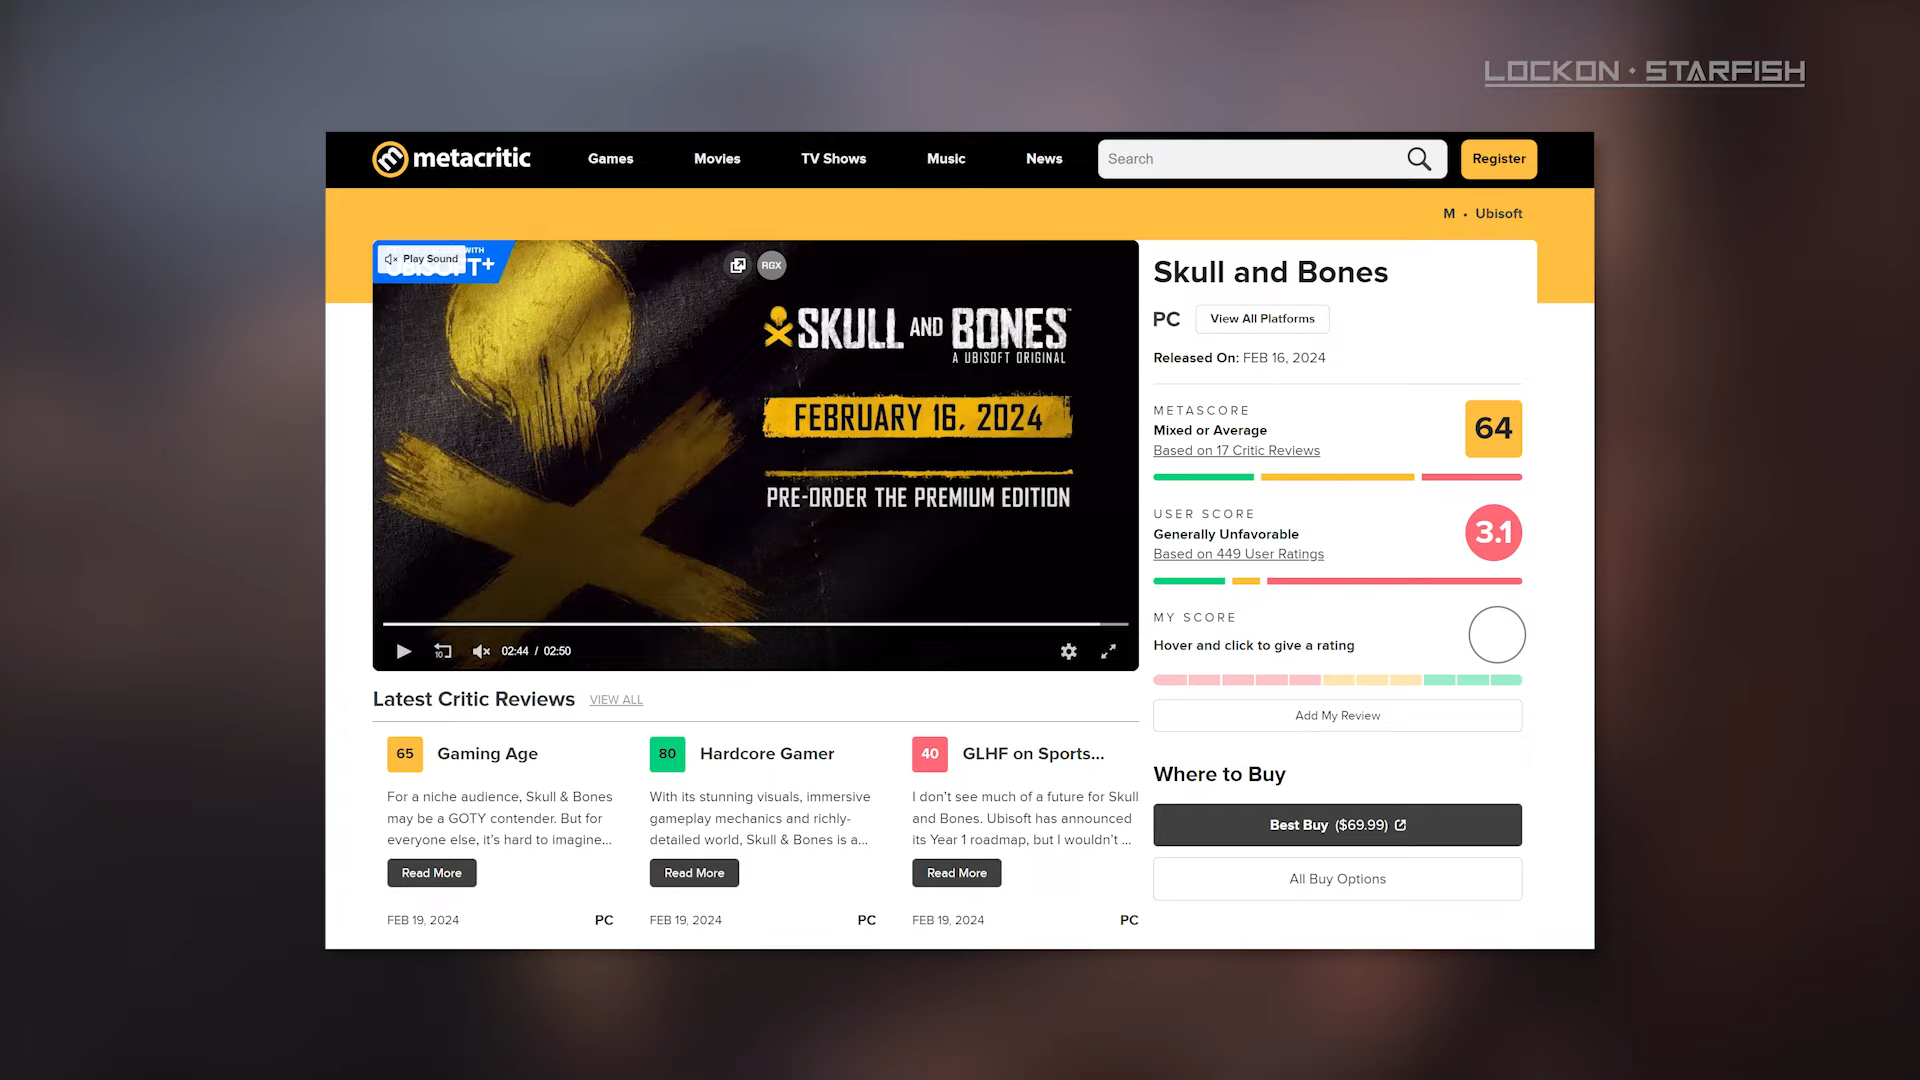 LOCKON • STARFISH
metacritic
Games
Movies
TV Shows
Music
News
Search
Register
M • Ubisoft
WITH
Play Sound
UBISOFT+
RGX
SKULL AND BONES
A UBISOFT ORIGINAL
FEBRUARY 16, 2024
PRE-ORDER THE PREMIUM EDITION
10
02:44 / 02:50
Skull and Bones
PC
View All Platforms
Released On: FEB 16, 2024
METASCORE
Mixed or Average
Based on 17 Critic Reviews
64
USER SCORE
Generally Unfavorable
Based on 449 User Ratings
3.1
MY SCORE
Hover and click to give a rating
Add My Review
Where to Buy
Best Buy ($69.99)
All Buy Options
Latest Critic Reviews
VIEW ALL
65
Gaming Age
For a niche audience, Skull & Bones
may be a GOTY contender. But for
everyone else, it's hard to imagine...
Read More
FEB 19, 2024
PC
80
Hardcore Gamer
With its stunning visuals, immersive
gameplay mechanics and richly-
detailed world, Skull & Bones is a...
Read More
FEB 19, 2024
PC
40
GLHF on Sports...
I don't see much of a future for Skull
and Bones. Ubisoft has announced
its Year 1 roadmap, but I wouldn't ...
Read More
FEB 19, 2024
PC